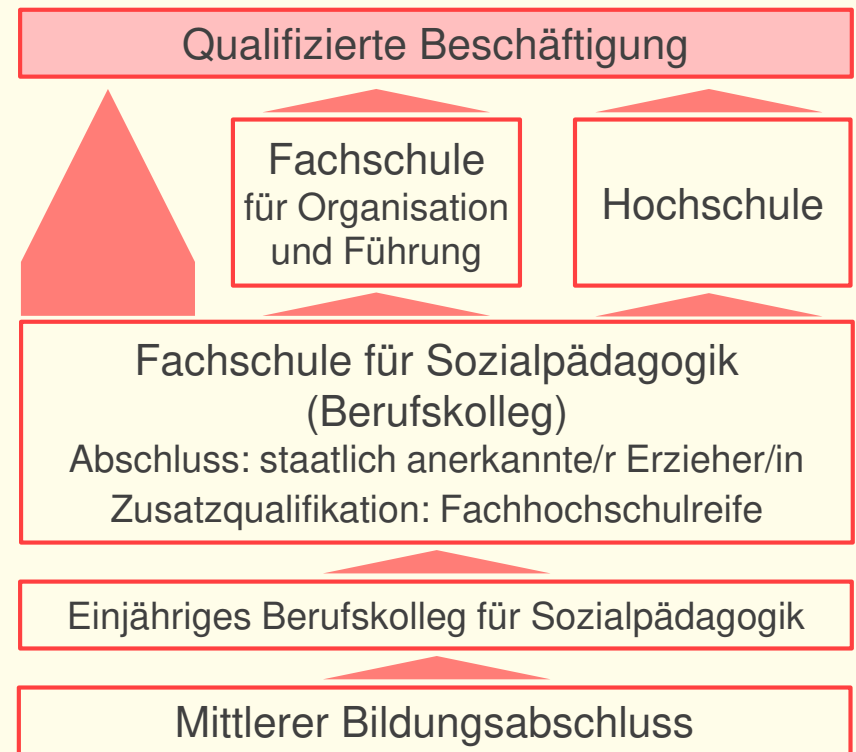 Qualifizierte Beschäftigung
Fachschule
für Organisation
und Führung
Hochschule
Fachschule für Sozialpädagogik
(Berufskolleg)
Abschluss: staatlich anerkannte/r Erzieher/in
Zusatzqualifikation: Fachhochschulreife
Einjähriges Berufskolleg für Sozialpädagogik
Mittlerer Bildungsabschluss